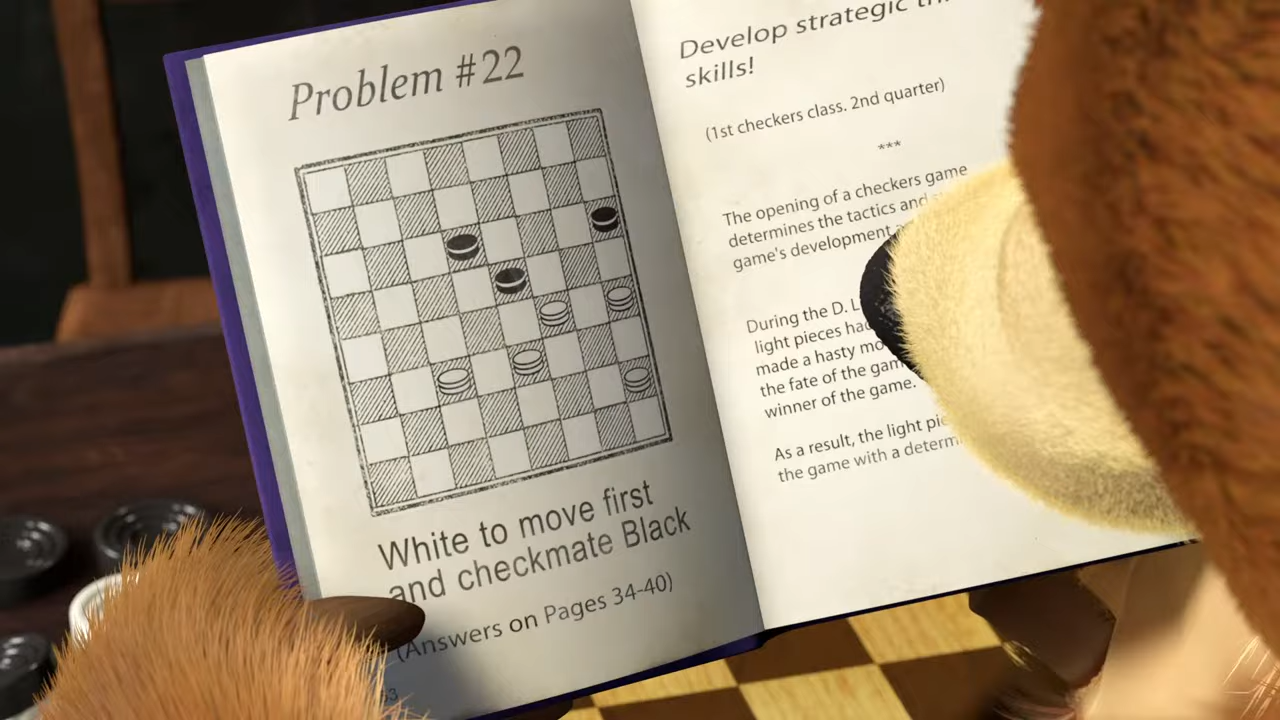 Problem #22
White to move first
and checkmate Black
(Answers on Pages 34-40)
Develop strategic
skills!
(1st checkers class. 2nd quarter)
***
The opening of a checkers game
determines the tactics and
game's development
During the D.
light pieces
made a hasty
the fate of the
winner of the game.
As a result, the light
the game with a